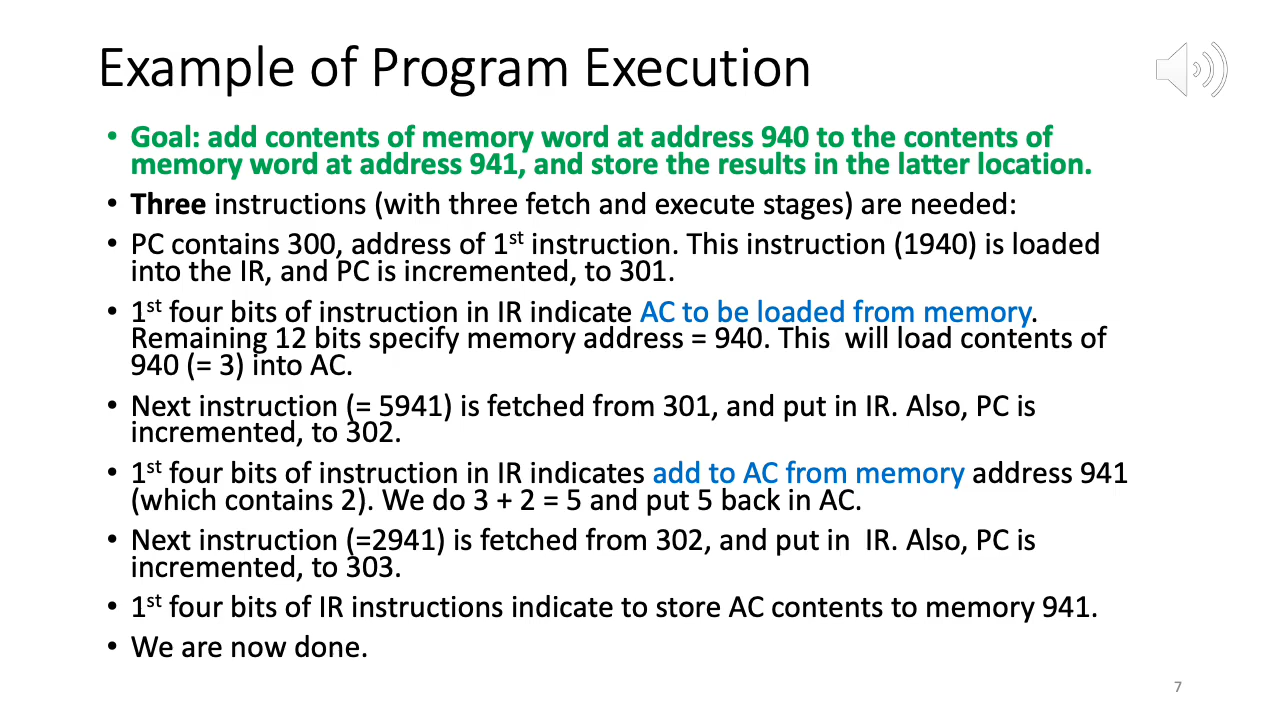 Example of Program Execution
• Goal: add contents of memory word at address 940 to the contents of
memory word at address 941, and store the results in the latter location.
• Three instructions (with three fetch and execute stages) are needed:
• PC contains 300, address of 1st instruction. This instruction (1940) is loaded
into the IR, and PC is incremented, to 301.
• 1st four bits of instruction in IR indicate AC to be loaded from memory.
Remaining 12 bits specify memory address = 940. This  will load contents of
940 (= 3) into AC.
• Next instruction (= 5941) is fetched from 301, and put in IR. Also, PC is
incremented, to 302.
• 1st four bits of instruction in IR indicates add to AC from memory address 941
(which contains 2). We do 3 + 2 = 5 and put 5 back in AC.
• Next instruction (=2941) is fetched from 302, and put in  IR. Also, PC is
incremented, to 303.
• 1st four bits of IR instructions indicate to store AC contents to memory 941.
• We are now done.
7